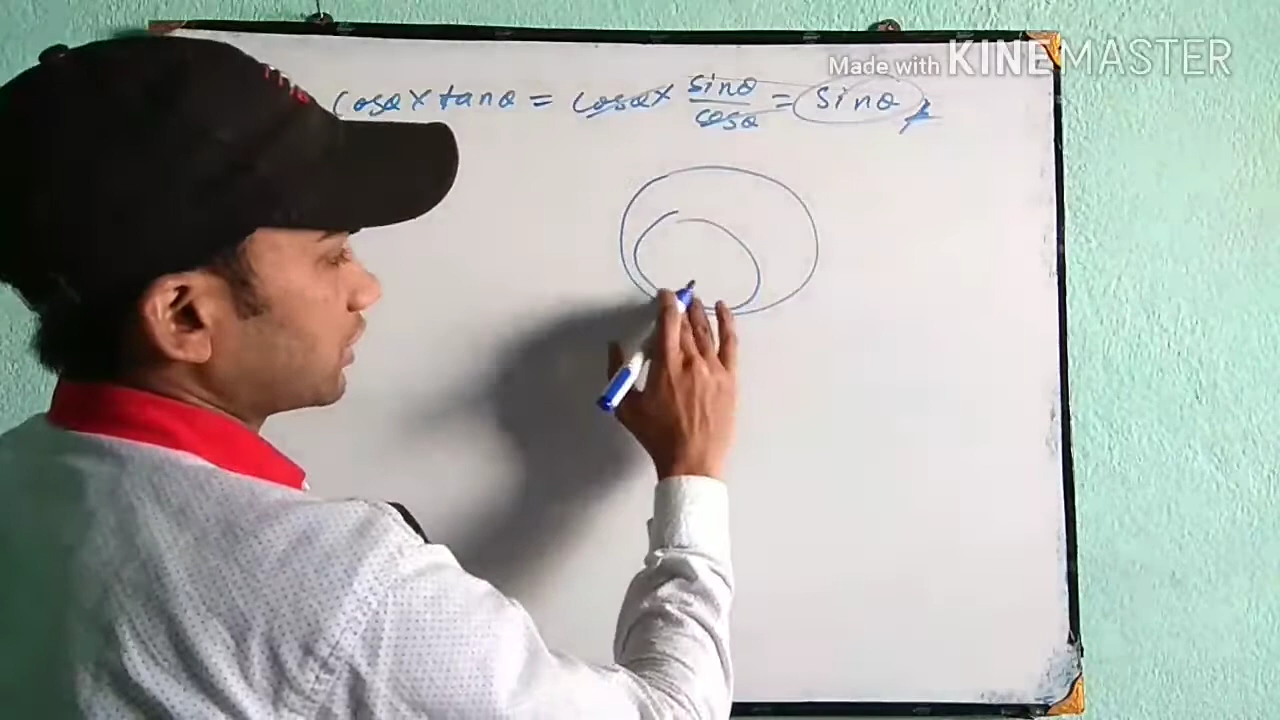 Made with KINEMASTER
cosθ × tanθ = cosθ × sinθ/cosθ = sinθ